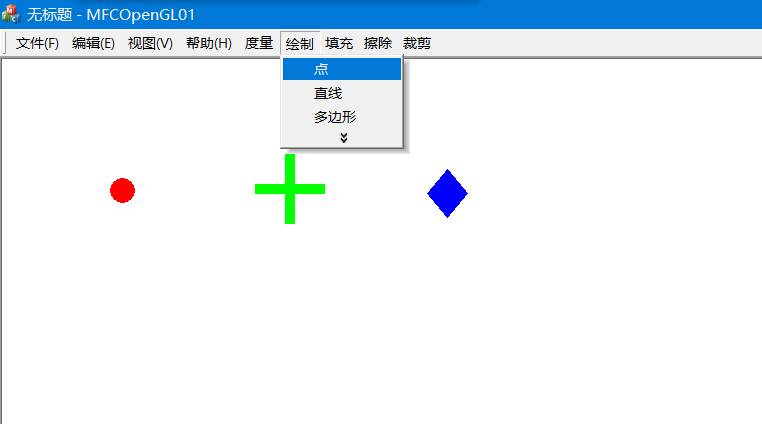 无标题 - MFCOpenGL01
文件(F) 编辑(E) 视图(V) 帮助(H) 度量 绘制 填充 擦除 裁剪
点
直线
多边形